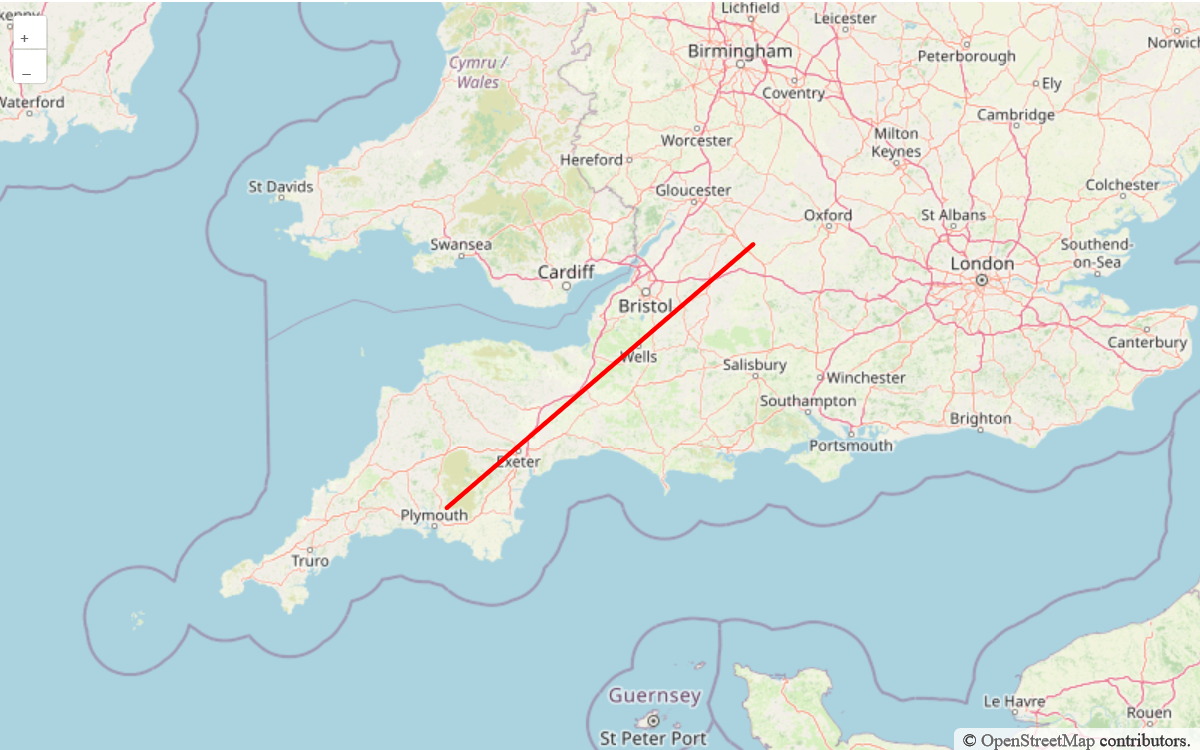 Lichfield
Leicester
+
Birmingham
Norwich
Peterborough
Cymru /
Wales
–
Ely
Coventry
Waterford
Cambridge
Worcester
Milton
Keynes
Hereford
St Davids
Gloucester
Colchester
Oxford
St Albans
Swansea
Southend-
on-Sea
London
Cardiff
Bristol
Canterbury
Wells
Salisbury
Winchester
Southampton
Brighton
Portsmouth
Exeter
Plymouth
Truro
Guernsey
Le Havre
Rouen
St Peter Port
© OpenStreetMap contributors.